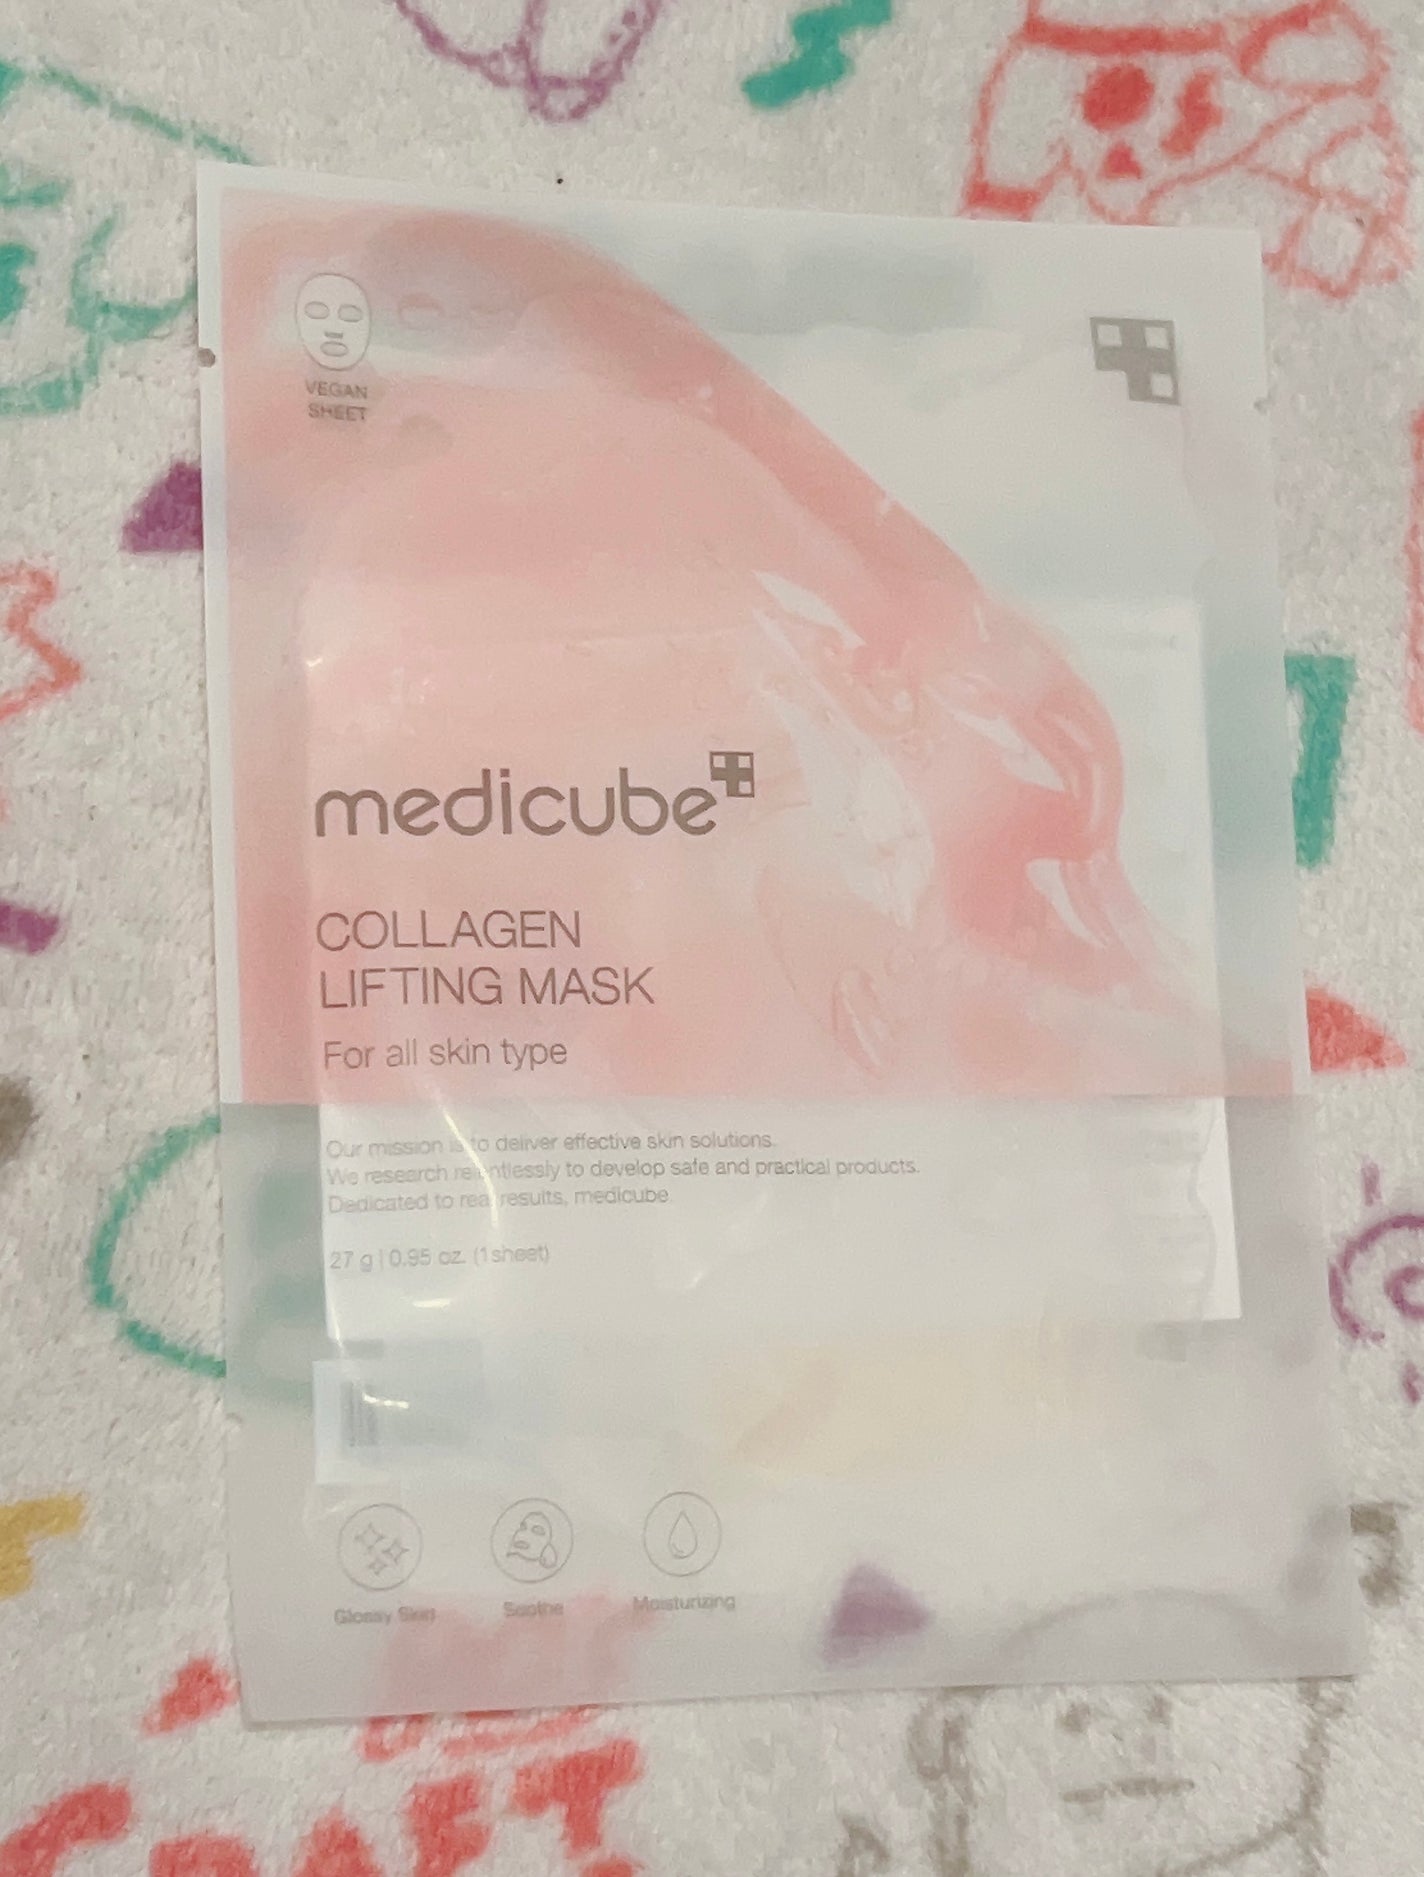 VEGAN
SHEET
medicube
COLLAGEN
LIFTING MASK
For all skin type
Our mission is to deliver effective skin solutions.
We research relentlessly to develop safe and practical products.
Dedicated to real results, medicube
27 g | 0.95 oz. (1sheet)
Glossy Skin
Soothe
Moisturizing
CRAFT